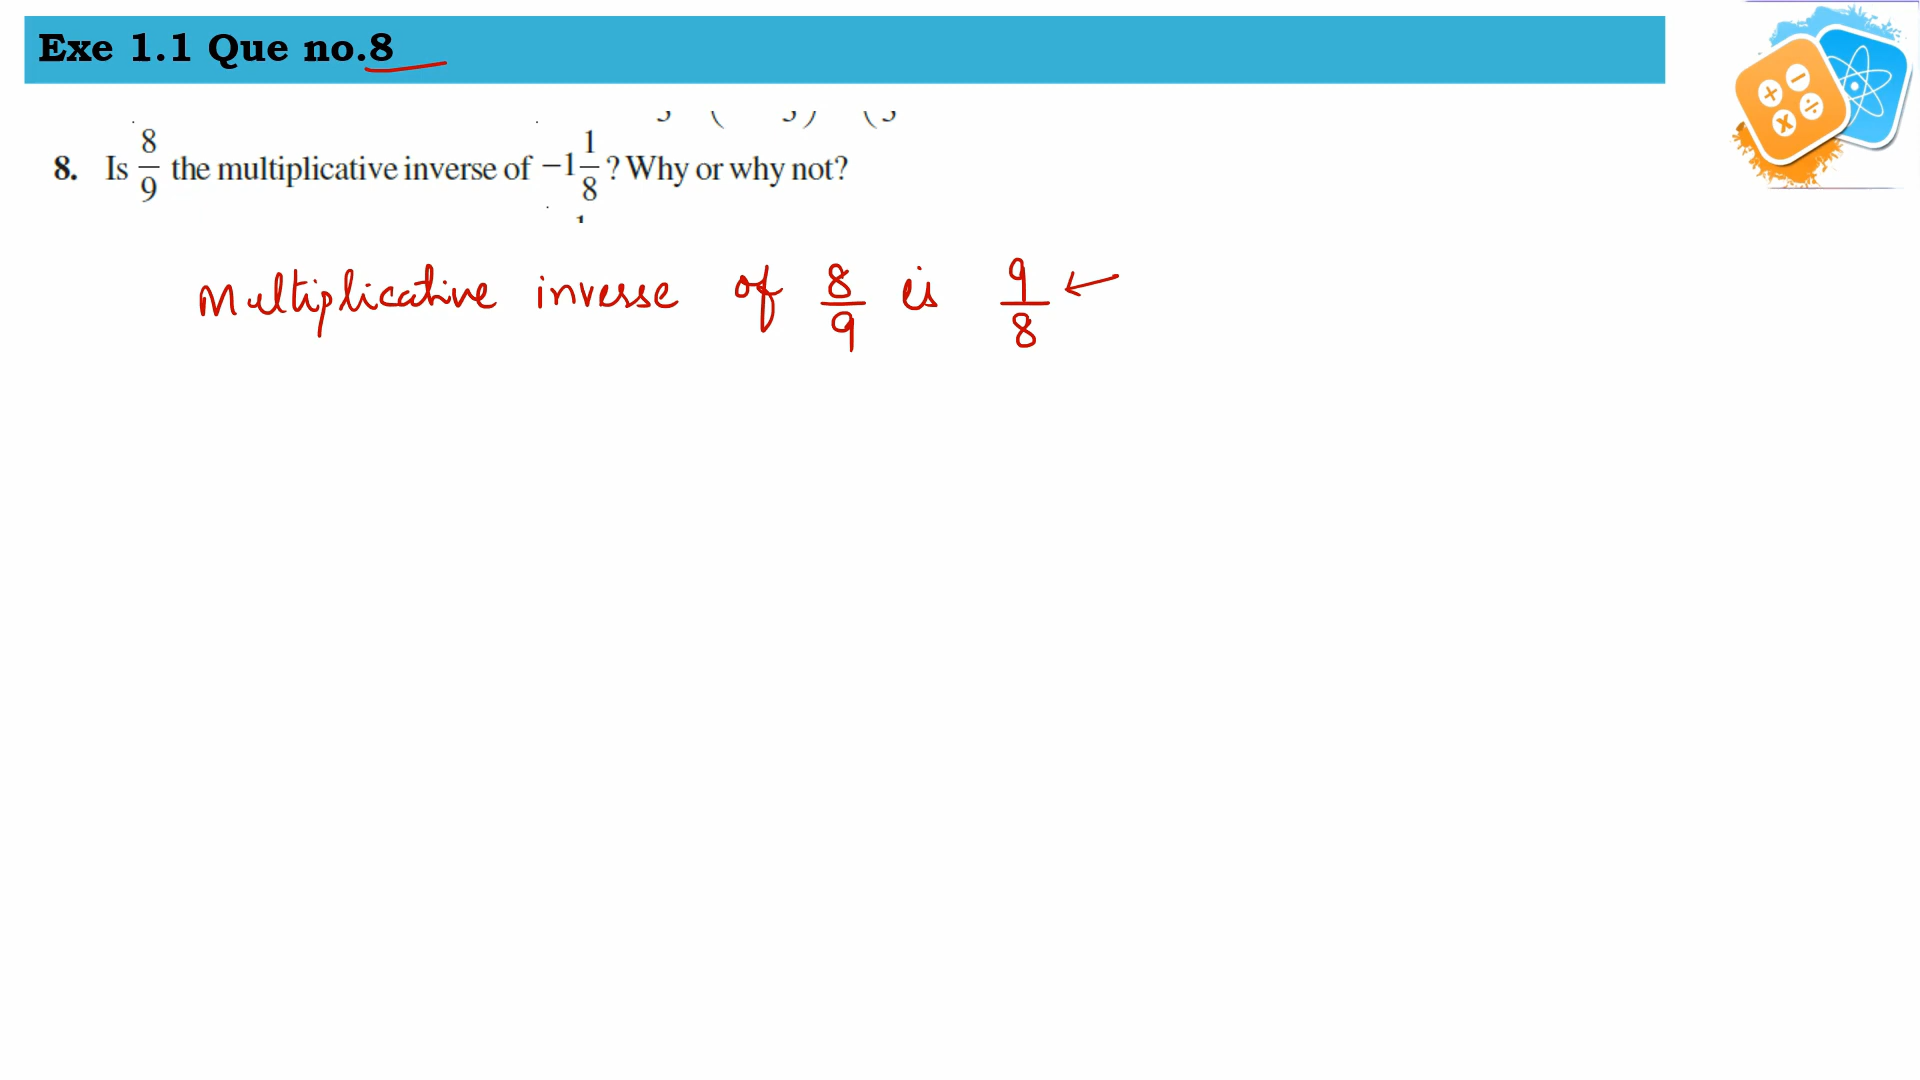 Exe 1.1 Que no.8
8. Is 8/9 the multiplicative inverse of −1 1/8 ? Why or why not?
Multiplicative inverse of 8/9 is 9/8 ←